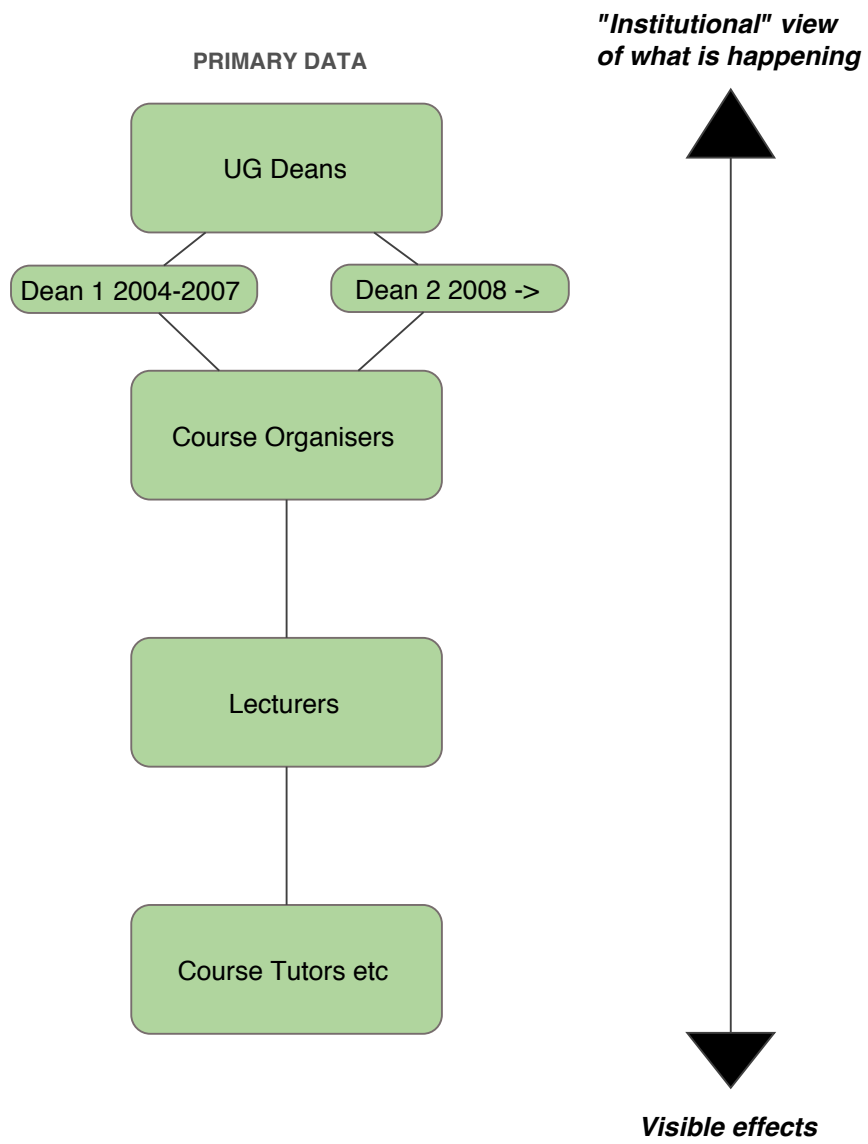 "Institutional" view
of what is happening
PRIMARY DATA
UG Deans
Dean 1 2004-2007
Dean 2 2008 ->
Course Organisers
Lecturers
Course Tutors etc
Visible effects